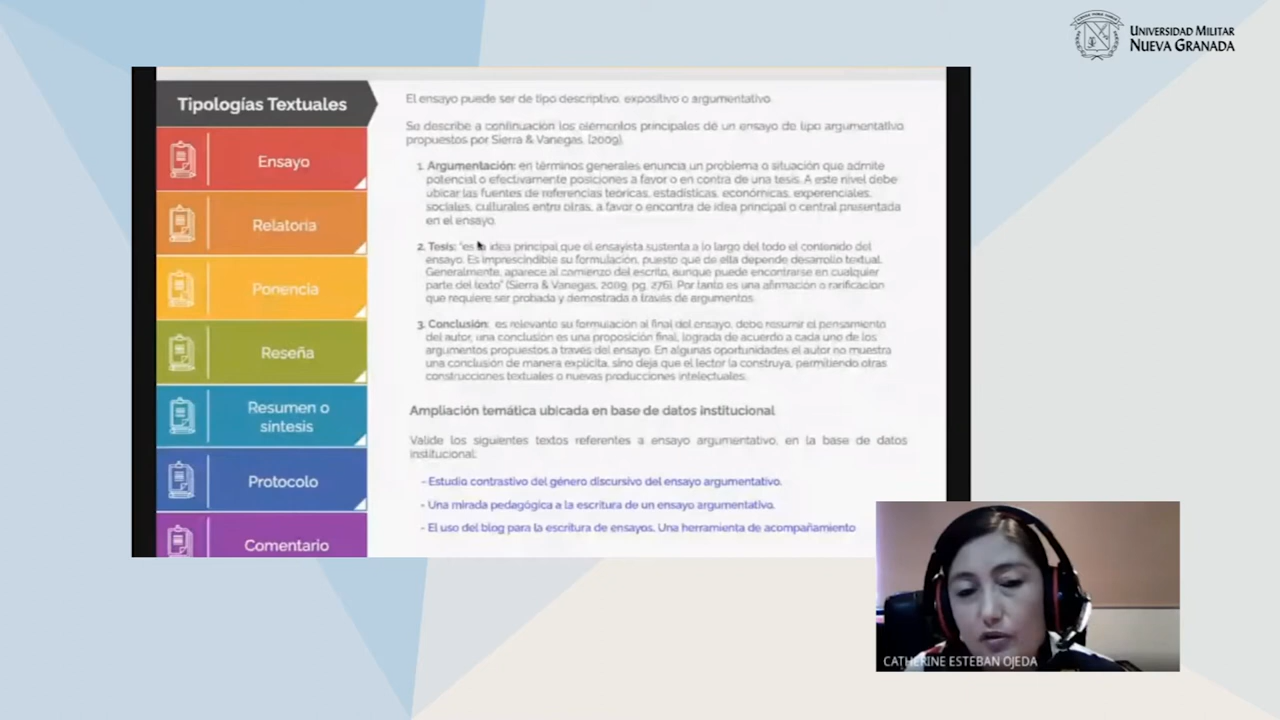 UNIVERSIDAD MILITAR
NUEVA GRANADA
Tipologías Textuales
Ensayo
Relatoria
Ponencia
Reseña
Resumen o
síntesis
Protocolo
Comentario
El ensayo puede ser de tipo descriptivo, expositivo o argumentativo.
Se describe a continuación los elementos principales de un ensayo de tipo argumentativo
propuestos por Sierra & Vanegas, (2009).
1. Argumentación: en términos generales enuncia un problema o situación que admite
potencial o efectivamente posiciones a favor o en contra de una tesis. A este nivel debe
ubicar las fuentes de referencias teóricas, estadísticas, económicas, experenciales,
sociales, culturales entre otras, a favor o encontra de idea principal o central presentada
en el ensayo.
2. Tesis: "es la idea principal que el ensayista sustenta a lo largo del todo el contenido del
ensayo. Es imprescindible su formulación, puesto que de ella depende desarrollo textual.
Generalmente, aparece al comienzo del escrito, aunque puede encontrarse en cualquier
parte del texto" (Sierra & Vanegas, 2009, pg. 276). Por tanto es una afirmación o rarificación
que requiere ser probada y demostrada a través de argumentos.
3. Conclusión: es relevante su formulación al final del ensayo, debe resumir el pensamiento
del autor, una conclusión es una proposición final, lograda de acuerdo a cada uno de los
argumentos propuestos a través del ensayo. En algunas oportunidades el autor no muestra
una conclusión de manera explícita, sino deja que el lector la construya, permitiendo otras
construcciones textuales o nuevas producciones intelectuales.
Ampliación temática ubicada en base de datos institucional
Valide los siguientes textos referentes a ensayo argumentativo, en la base de datos
institucional:
- Estudio contrastivo del género discursivo del ensayo argumentativo.
- Una mirada pedagógica a la escritura de un ensayo argumentativo.
- El uso del blog para la escritura de ensayos. Una herramienta de acompañamiento
CATHERINE ESTEBAN OJEDA